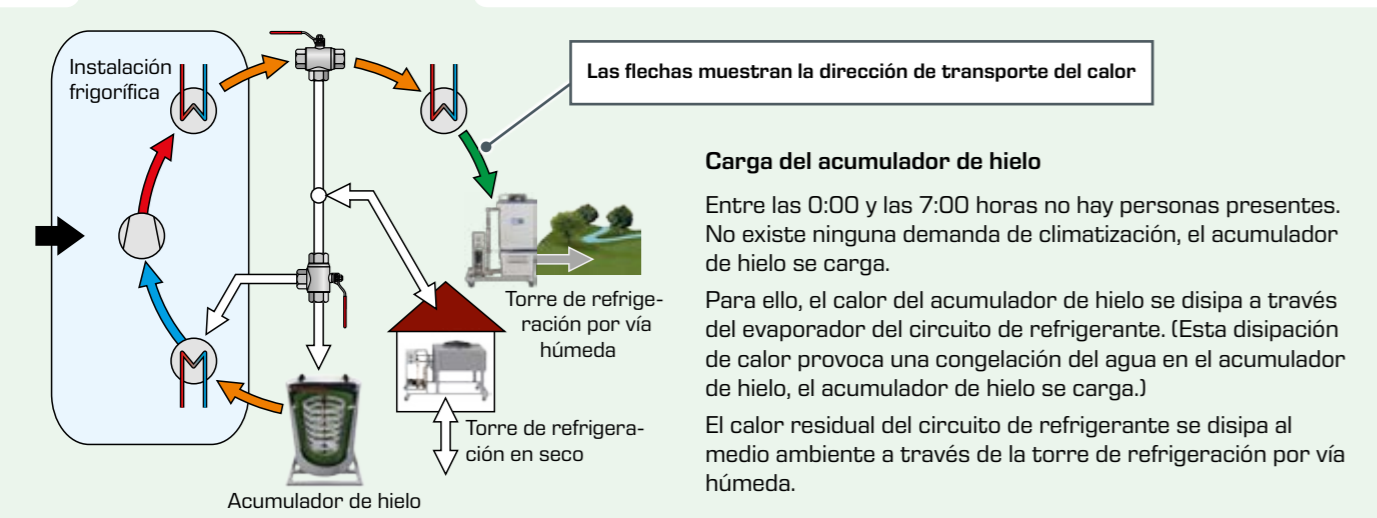 Instalación
frigorífica
Las flechas muestran la dirección de transporte del calor
Torre de refrige-
ración por vía
húmeda
Torre de refrigera-
ción en seco
Acumulador de hielo
Carga del acumulador de hielo
Entre las 0:00 y las 7:00 horas no hay personas presentes.
No existe ninguna demanda de climatización, el acumulador
de hielo se carga.
Para ello, el calor del acumulador de hielo se disipa a través
del evaporador del circuito de refrigerante. (Esta disipación
de calor provoca una congelación del agua en el acumulador
de hielo, el acumulador de hielo se carga.)
El calor residual del circuito de refrigerante se disipa al
medio ambiente a través de la torre de refrigeración por vía
húmeda.